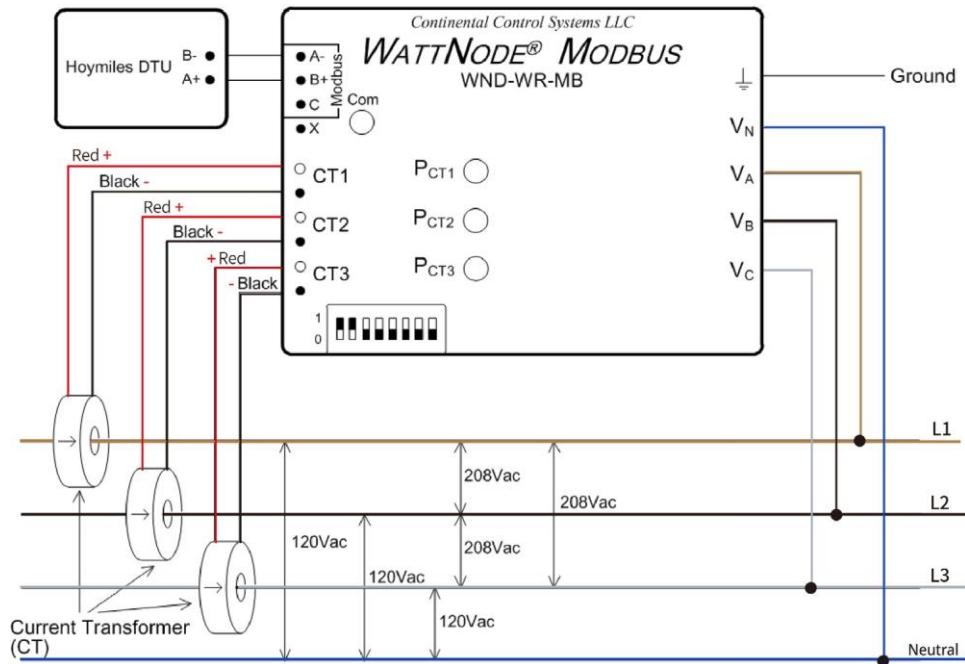 Continental Control Systems LLC
WATTNODE® MODBUS
WND-WR-MB
Hoymiles DTU
B-
A+
A-
B+
C
X
Modbus
Com
Ground
VN
VA
VB
VC
Red +
Black -
Red +
Black -
+ Red
- Black
CT1
CT2
CT3
PCT1
PCT2
PCT3
1
0
L1
208Vac
208Vac
L2
120Vac
208Vac
120Vac
L3
120Vac
Current Transformer
(CT)
Neutral